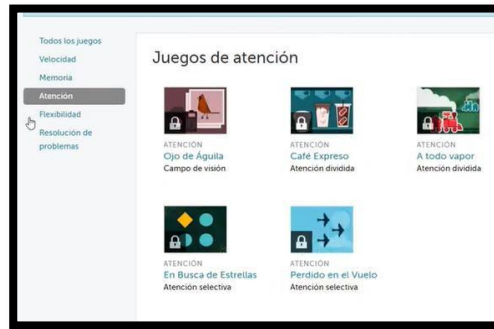 Todos los juegos
Velocidad
Memoria
Atención
Flexibilidad
Resolución de
problemas
Juegos de atención
ATENCIÓN
Ojo de Águila
Campo de visión
ATENCIÓN
Café Expreso
Atención dividida
ATENCIÓN
A todo vapor
Atención dividida
ATENCIÓN
En Busca de Estrellas
Atención selectiva
ATENCIÓN
Perdido en el Vuelo
Atención selectiva